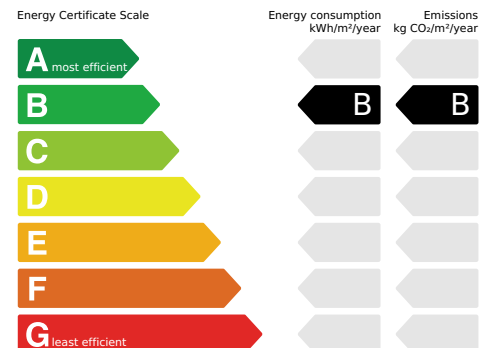 Energy Certificate Scale
Energy consumption
kWh/m²/year
Emissions
kg CO₂/m²/year
A most efficient
B
B
B
C
D
E
F
G least efficient